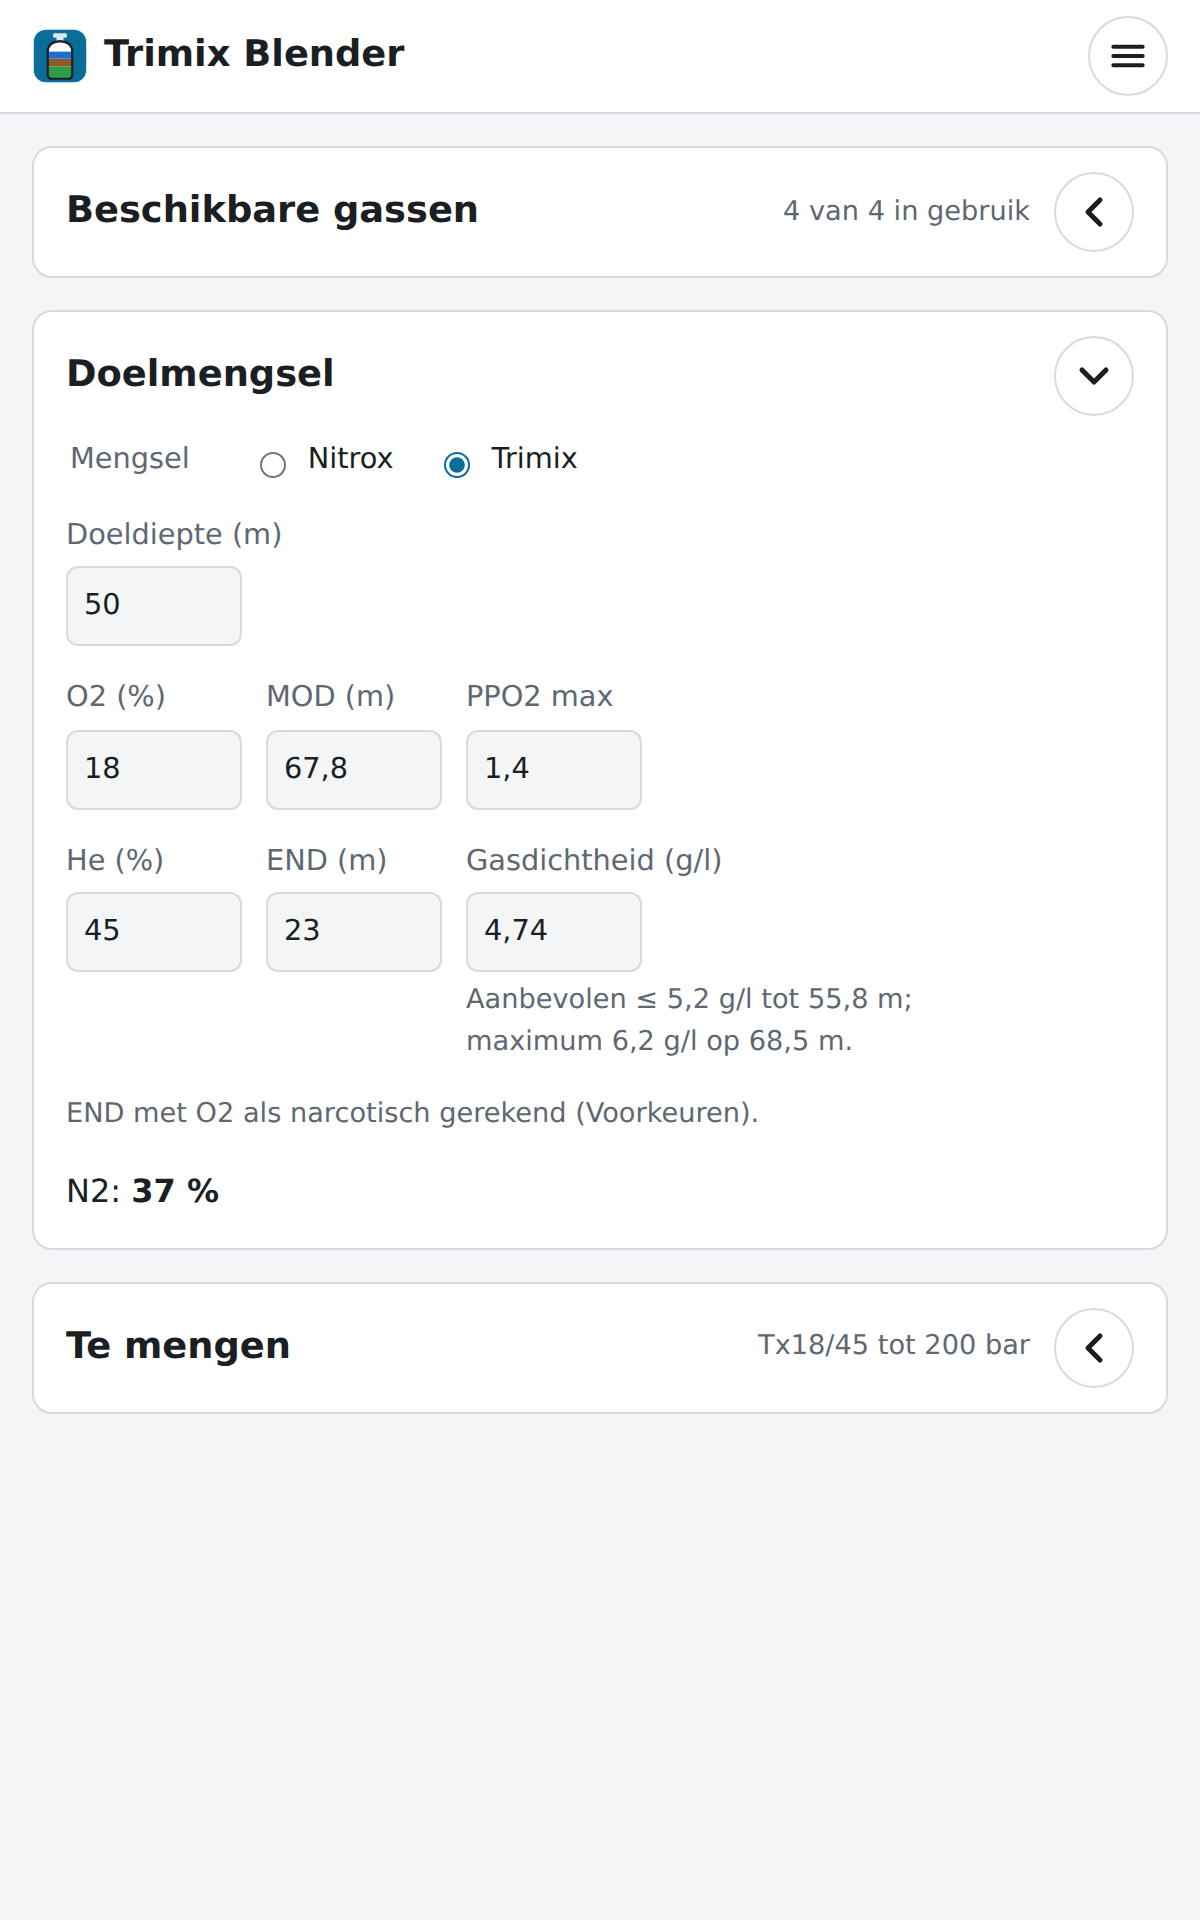 Trimix Blender
Beschikbare gassen
4 van 4 in gebruik
Doelmengsel
Mengsel Nitrox Trimix
Doeldiepte (m)
50
O2 (%) MOD (m) PPO2 max
18 67,8 1,4
He (%) END (m) Gasdichtheid (g/l)
45 23 4,74
Aanbevolen ≤ 5,2 g/l tot 55,8 m;
maximum 6,2 g/l op 68,5 m.
END met O2 als narcotisch gerekend (Voorkeuren).
N2: 37 %
Te mengen
Tx18/45 tot 200 bar